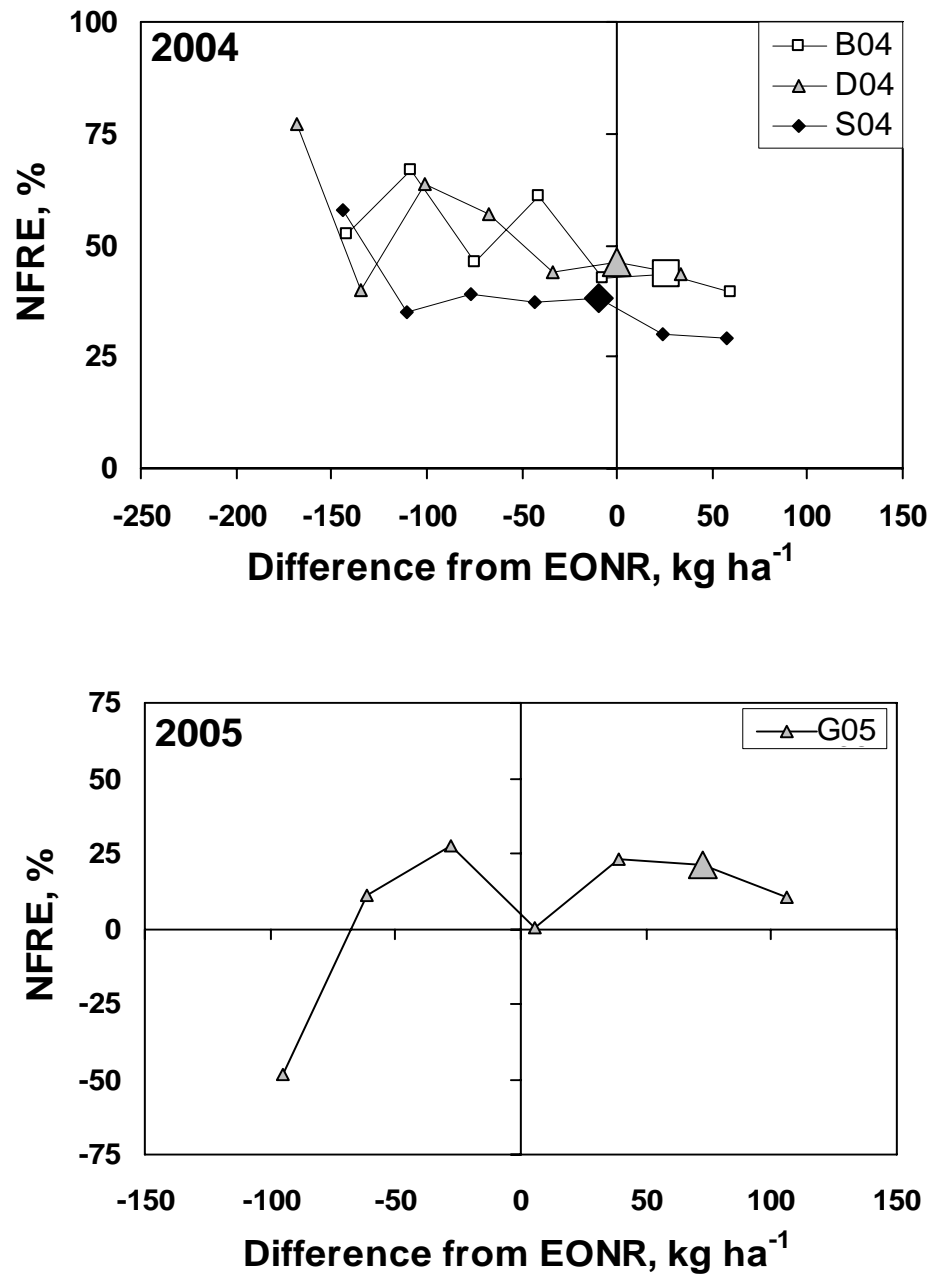 2004
B04
D04
S04
100
75
50
25
0
NFRE, %
-250 -200 -150 -100 -50 0 50 100 150
Difference from EONR, kg ha-1
2005
G05
75
50
25
0
-25
-50
-75
NFRE, %
-150 -100 -50 0 50 100 150
Difference from EONR, kg ha-1